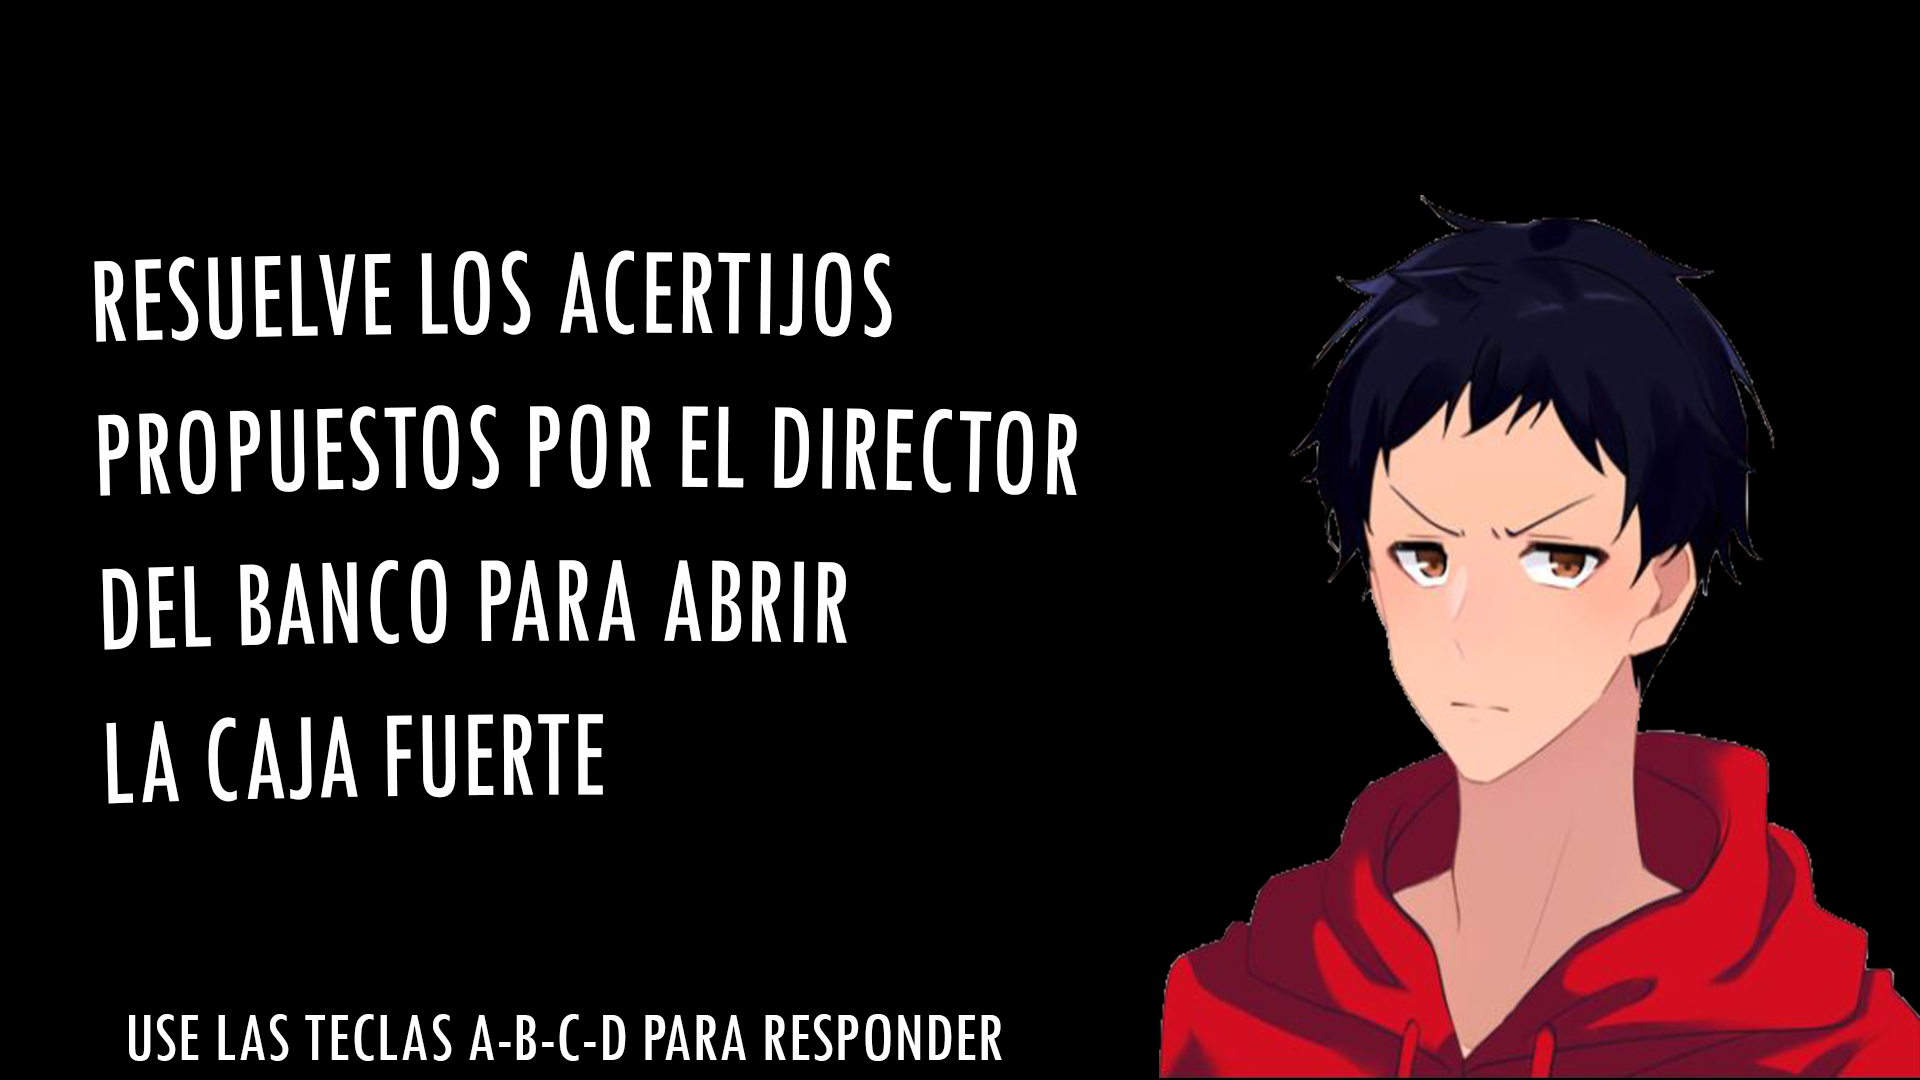 RESUELVE LOS ACERTIJOS
PROPUESTOS POR EL DIRECTOR
DEL BANCO PARA ABRIR
LA CAJA FUERTE
USE LAS TECLAS A-B-C-D PARA RESPONDER